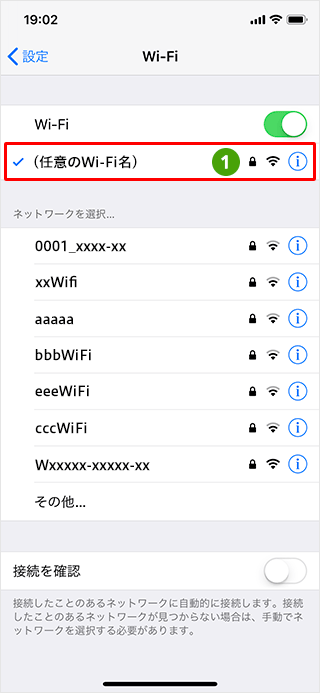 19:02
設定
Wi-Fi
Wi-Fi
(任意のWi-Fi名)
1
ネットワークを選択...
0001_xxxx-xx
xxWifi
aaaaa
bbbWiFi
eeeWiFi
cccWiFi
Wxxxxx-xxxxx-xx
その他...
接続を確認
接続したことのあるネットワークに自動的に接続します。接続
したことのあるネットワークが見つからない場合は、手動でネ
ットワークを選択する必要があります。